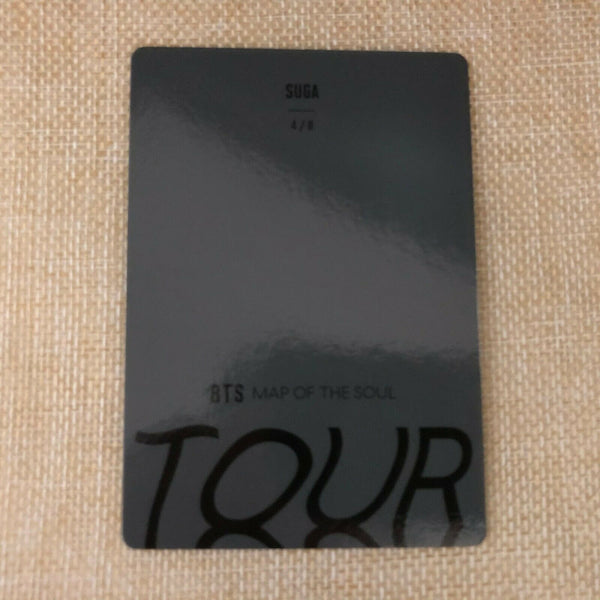 SUGA
4/8
BTS MAP OF THE SOUL
TOUR